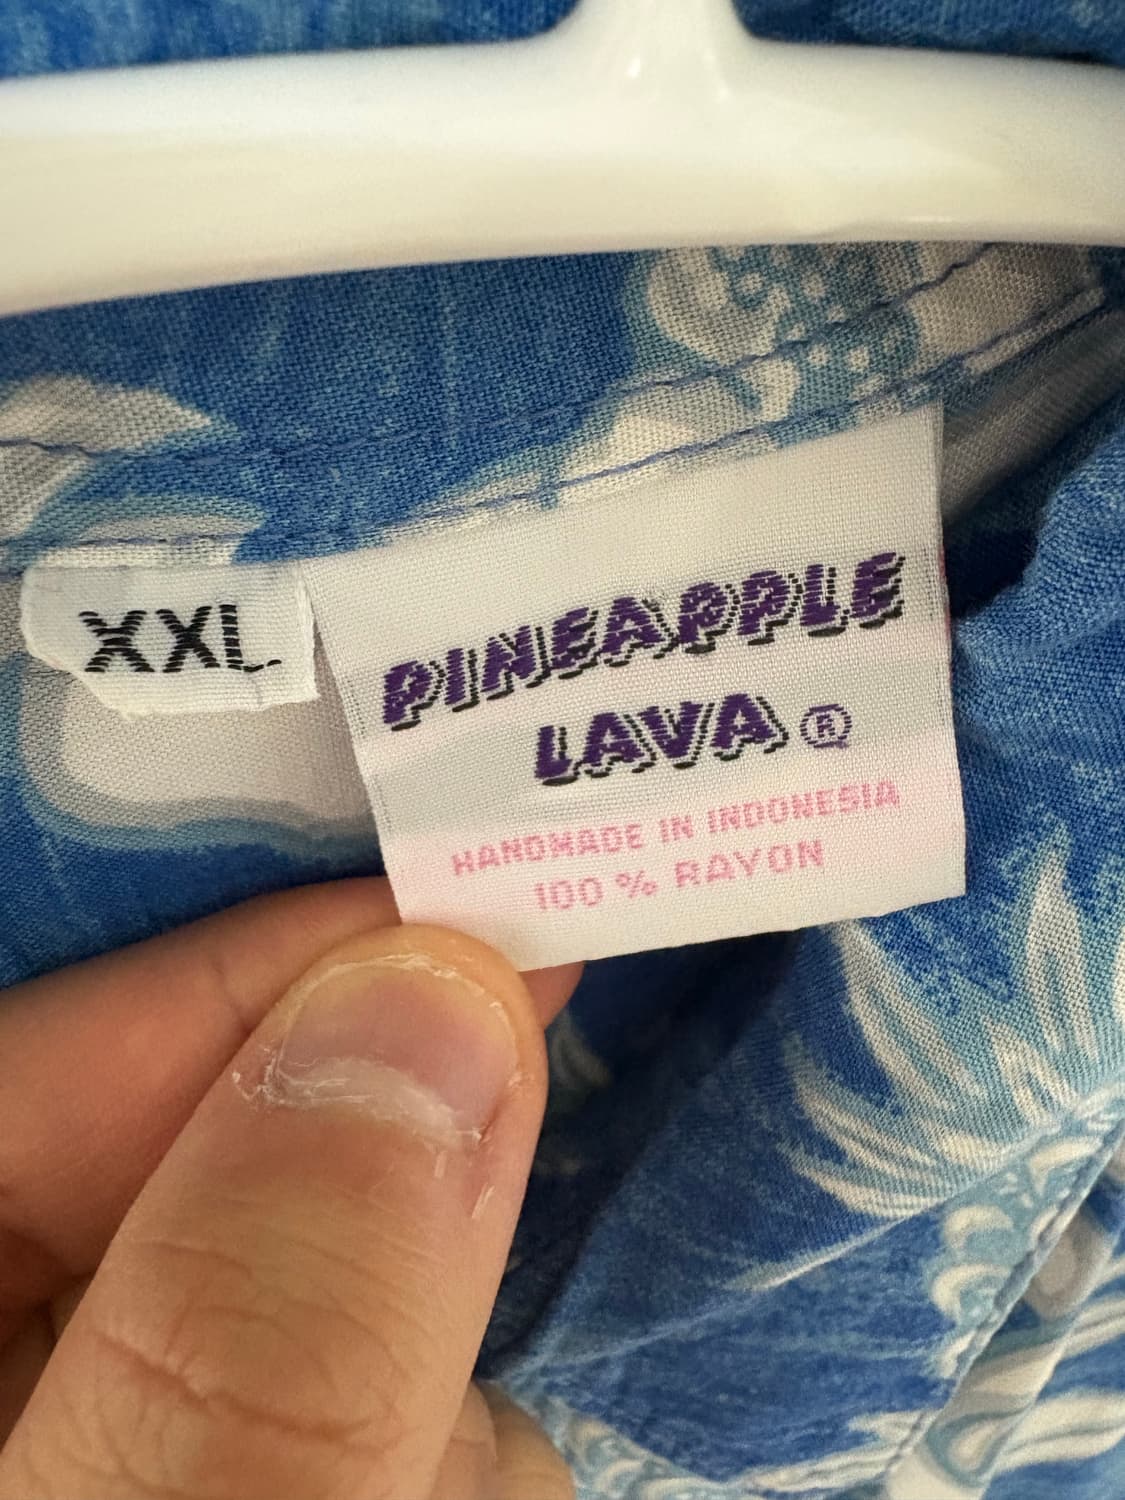 XXL
PINEAPPLE
LAVA ®
HANDMADE IN INDONESIA
100 % RAYON